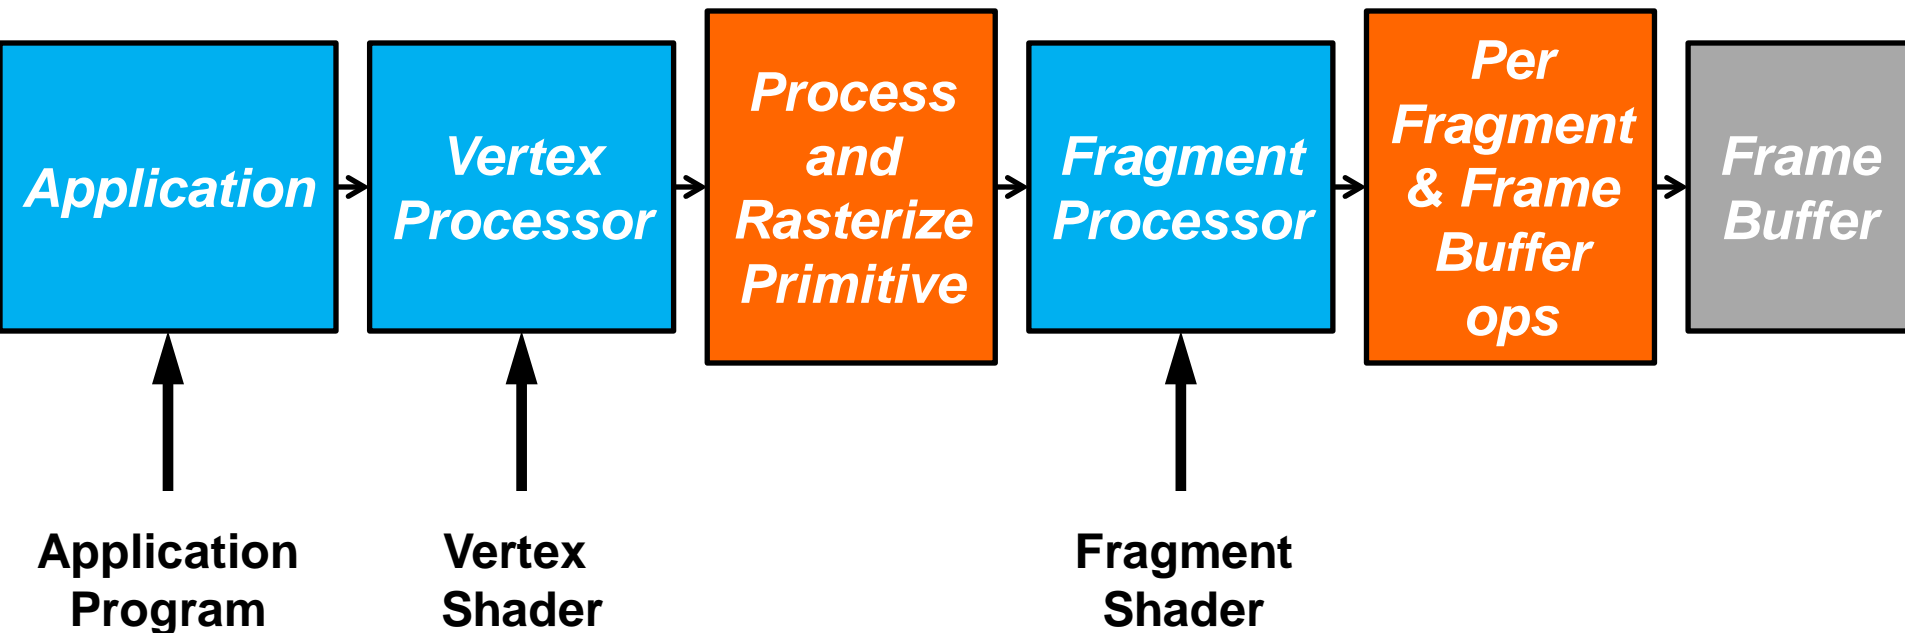 Application
Vertex
Processor
Process
and
Rasterize
Primitive
Fragment
Processor
Per
Fragment
& Frame
Buffer
ops
Frame
Buffer
Application
Program
Vertex
Shader
Fragment
Shader